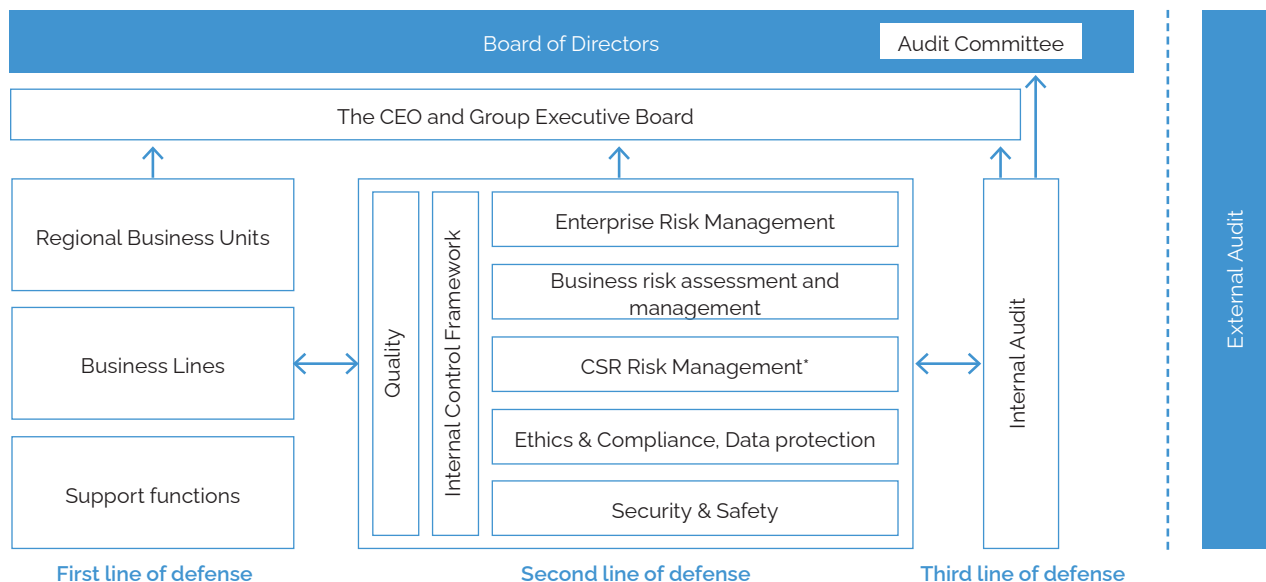 Board of Directors
Audit Committee
The CEO and Group Executive Board
Regional Business Units
Business Lines
Support functions
Quality
Internal Control Framework
Enterprise Risk Management
Business risk assessment and
management
CSR Risk Management*
Ethics & Compliance, Data protection
Security & Safety
Internal Audit
External Audit
First line of defense
Second line of defense
Third line of defense